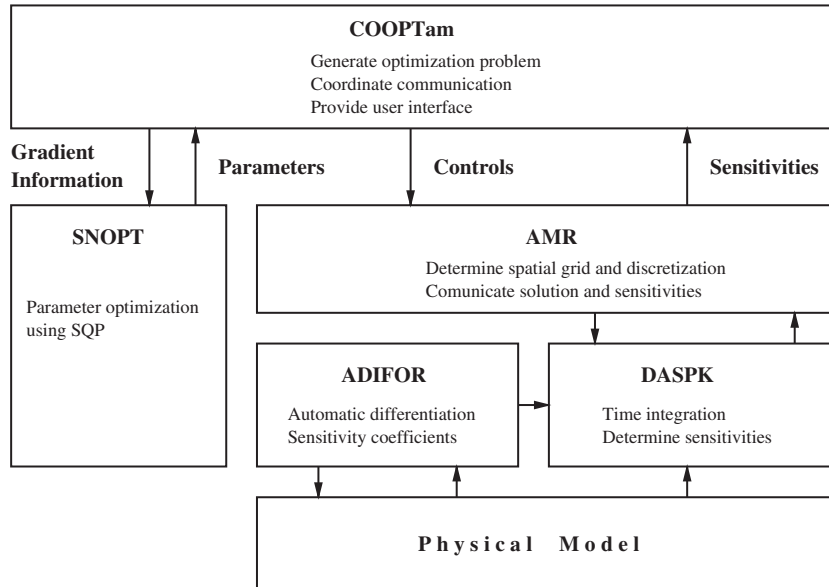 COOPTam
Generate optimization problem
Coordinate communication
Provide user interface
Gradient
Information
Parameters
Controls
Sensitivities
SNOPT
Parameter optimization
using SQP
AMR
Determine spatial grid and discretization
Comunicate solution and sensitivities
ADIFOR
Automatic differentiation
Sensitivity coefficients
DASPK
Time integration
Determine sensitivities
Physical Model